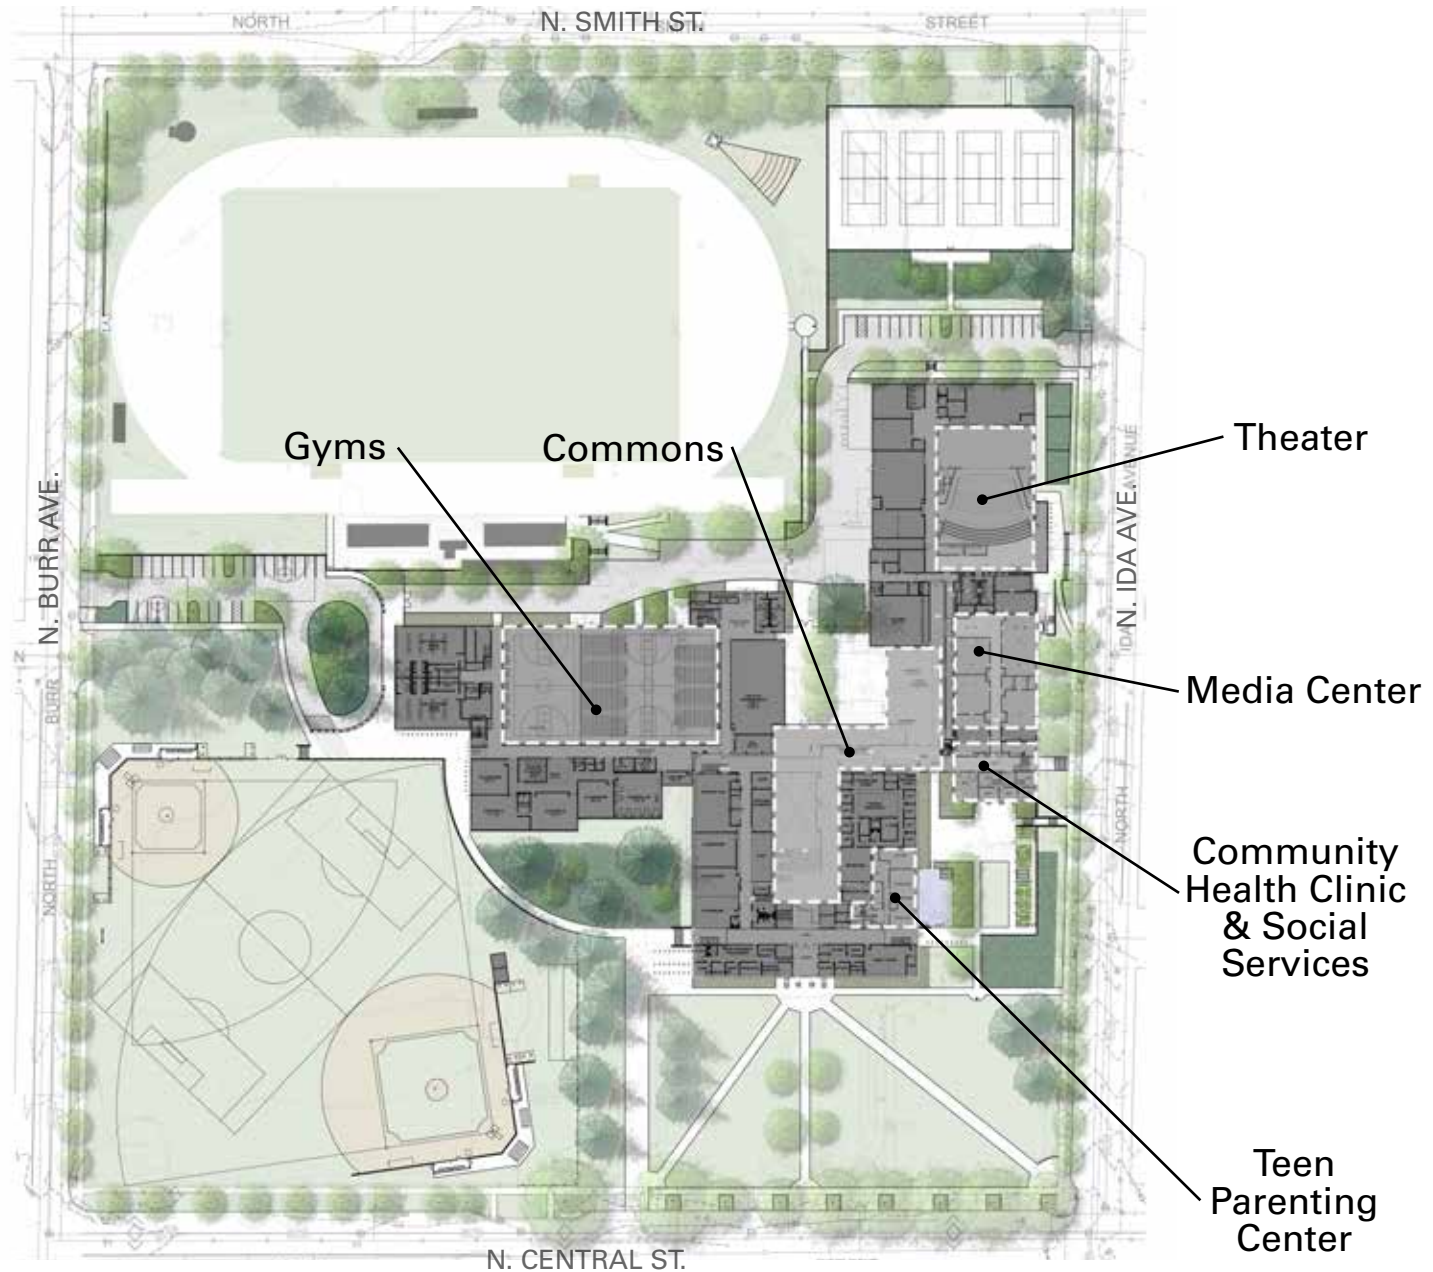 NORTH
N. SMITH ST.
STREET
Gyms
Commons
Theater
N. BURR AVE.
N. IDA AVE.
AVENUE
IDA
Media Center
BURR
NORTH
NORTH
Community
Health Clinic
& Social
Services
Teen
Parenting
Center
N. CENTRAL ST.